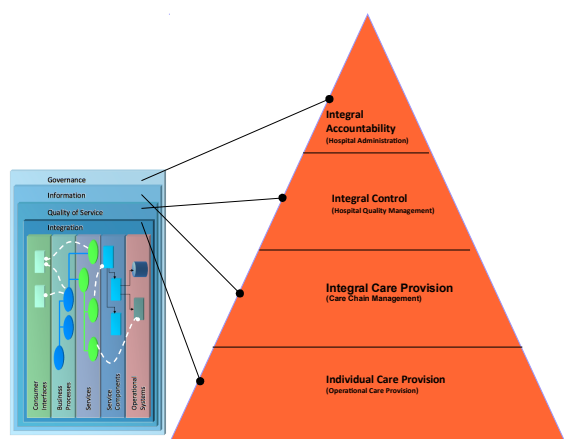 Governance
Information
Quality of Service
Integration
Consumer
Interfaces
Business
Processes
Services
Service
Components
Operational
Systems
Integral
Accountability
(Hospital Administration)
Integral Control
(Hospital Quality Management)
Integral Care Provision
(Care Chain Management)
Individual Care Provision
(Operational Care Provision)